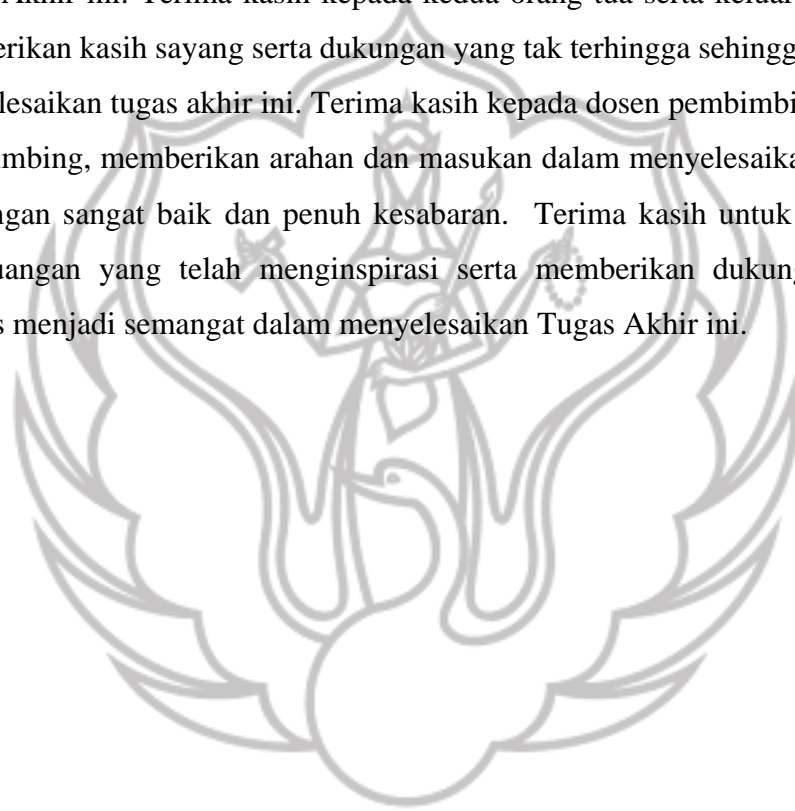 Akhir ini. Terima kasih kepada kedua orang tua serta keluar
erikan kasih sayang serta dukungan yang tak terhingga sehingg
lesaikan tugas akhir ini. Terima kasih kepada dosen pembimbi
mbing, memberikan arahan dan masukan dalam menyelesaika
ngan sangat baik dan penuh kesabaran. Terima kasih untuk
uangan yang telah menginspirasi serta memberikan dukung
s menjadi semangat dalam menyelesaikan Tugas Akhir ini.